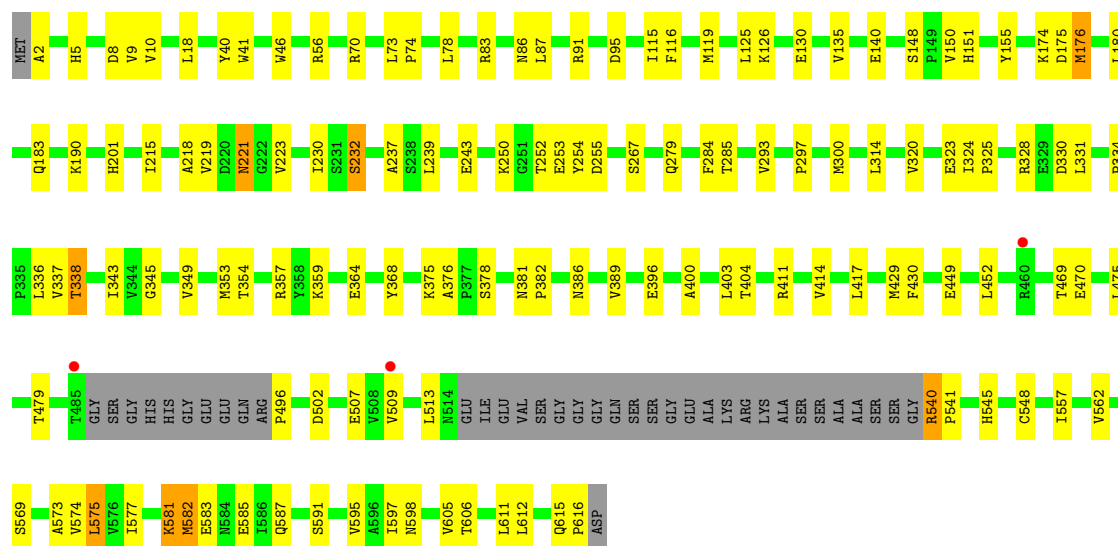 MET A2 H5 D8 V9 V10 L18 Y40 W41 W46 R56 R70 L73 P74 L78 R83 N86 L87 R91 D95 I115 F116 M119 L125 K126 E130 V135 E140 S148 P149 V150 H151 Y155 K174 D175 M176
Q183 K190 H201 I215 A218 V219 D220 N221 G222 V223 I230 S231 S232 A237 S238 L239 E243 K250 G251 T252 E253 Y254 D255 S267 Q279 F284 T285 V293 P297 M300 L314 V320 E323 I324 P325 R328 E329 D330 L331
P335 L336 V337 T338 I343 V344 G345 V349 M353 T354 R357 Y358 K359 E364 Y368 K375 A376 P377 S378 N381 P382 N386 V389 E396 A400 L403 T404 R411 V414 L417 M429 F430 E449 L452 R460 T469 E470
T479 T485 GLY SER GLY HIS HIS GLY GLU GLU GLN ARG P496 D502 E507 V508 V509 L513 N514 GLU ILE GLU VAL SER GLY GLY GLY GLN SER SER GLY GLU ALA LYS ARG LYS ALA SER SER ALA ALA SER SER GLY R540 P541 H545 C548 I557 V562
S569 A573 V574 L575 V576 I577 K581 M582 E583 N584 E585 I586 Q587 S591 V595 A596 I597 N598 V605 T606 L611 L612 Q615 P616 ASP